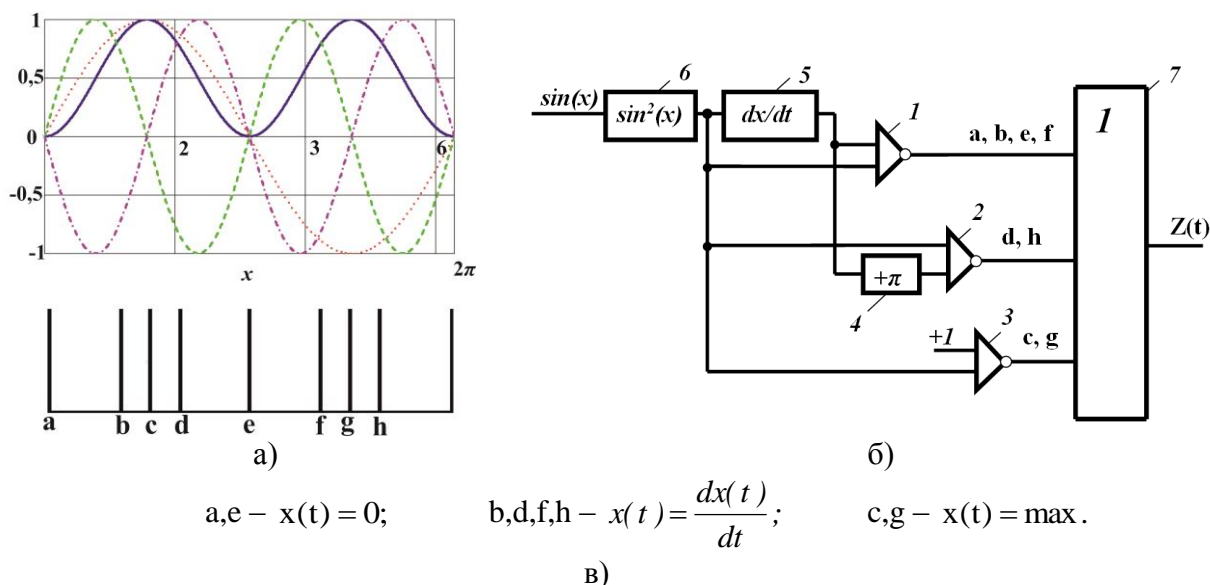 1
0,5
0
-0,5
-1
2
3
6
x
2π
a b c d e f g h
а)
sin(x)
sin²(x)
6
dx/dt
5
1
a, b, e, f
2
d, h
+π
4
3
+1
c, g
1
7
Z(t)
б)
a,e – x(t) = 0; b,d,f,h – x(t) = dx(t)/dt; c,g – x(t) = max.
в)